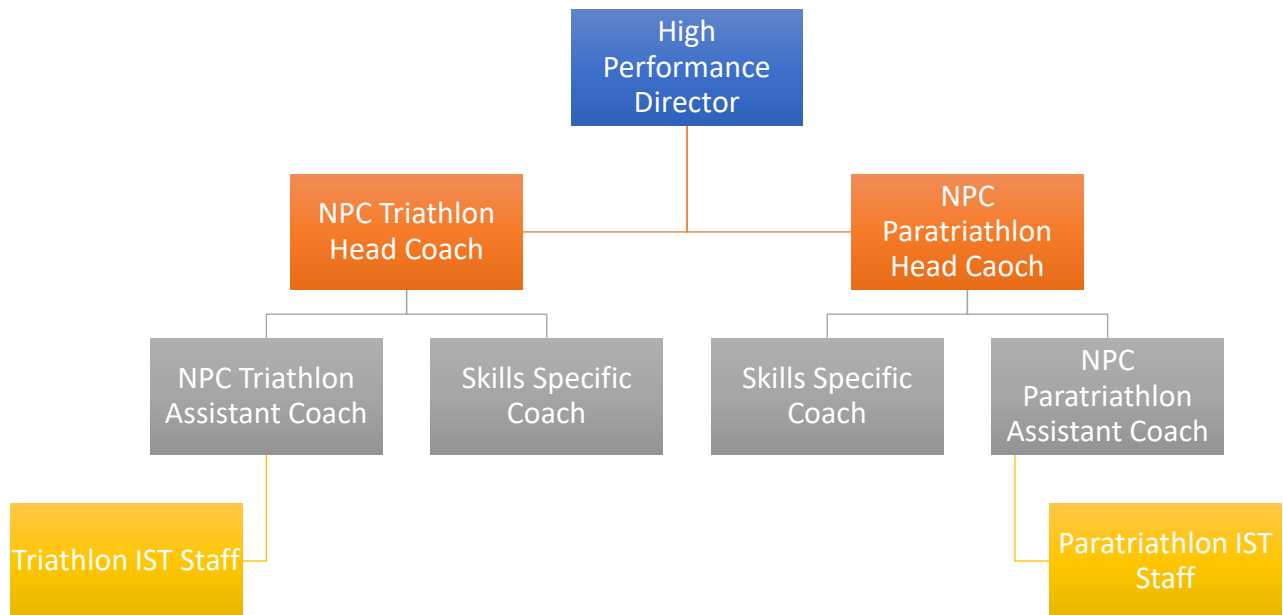 High
Performance
Director
NPC Triathlon
Head Coach
NPC
Paratriathlon
Head Caoch
NPC Triathlon
Assistant Coach
Skills Specific
Coach
Skills Specific
Coach
NPC
Paratriathlon
Assistant Coach
Triathlon IST Staff
Paratriathlon IST
Staff